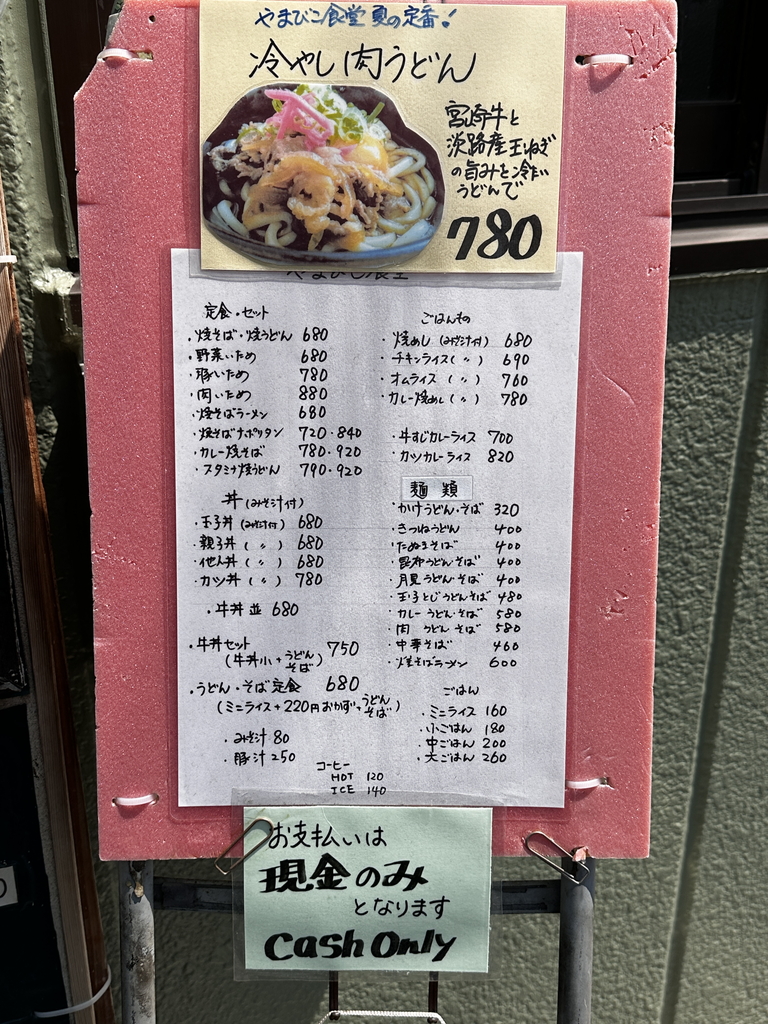 やまびこ食堂 夏の定番!
冷やし肉うどん
宮崎牛と
淡路産玉ねぎ
の旨みと冷たい
うどんで
780
やまびこ食堂
定食・セット
・焼そば・焼うどん 680
・野菜いため 680
・豚いため 780
・肉いため 880
・焼そばラーメン 680
・焼そばナポリタン 720・840
・カレー焼そば 780・920
・スタミナ焼うどん 790・920
丼(みそ汁付)
・玉子丼(みそ汁付) 680
・親子丼(〃) 680
・他人丼(〃) 680
・カツ丼(〃) 780
・牛丼 並 680
・牛丼セット 750
(牛丼小+うどん
そば)
・うどん・そば定食 680
(ミニライス+220円おかず+うどん
そば)
・みそ汁 80
・豚汁 250
コーヒー
HOT 120
ICE 140
ごはんもの
・焼めし(みそ汁付) 680
・チキンライス(〃) 690
・オムライス(〃) 760
・カレー焼めし(〃) 780
・牛すじカレーライス 700
・カツカレーライス 820
麺類
・かけうどん・そば 320
・きつねうどん 400
・たぬきそば 400
・昆布うどん・そば 400
・月見うどん・そば 400
・玉子とじうどん・そば 480
・カレーうどん・そば 580
・肉うどん・そば 580
・中華そば 460
・焼そばラーメン 600
ごはん
・ミニライス 160
・小ごはん 180
・中ごはん 200
・大ごはん 260
お支払いは
現金のみ
となります
Cash Only